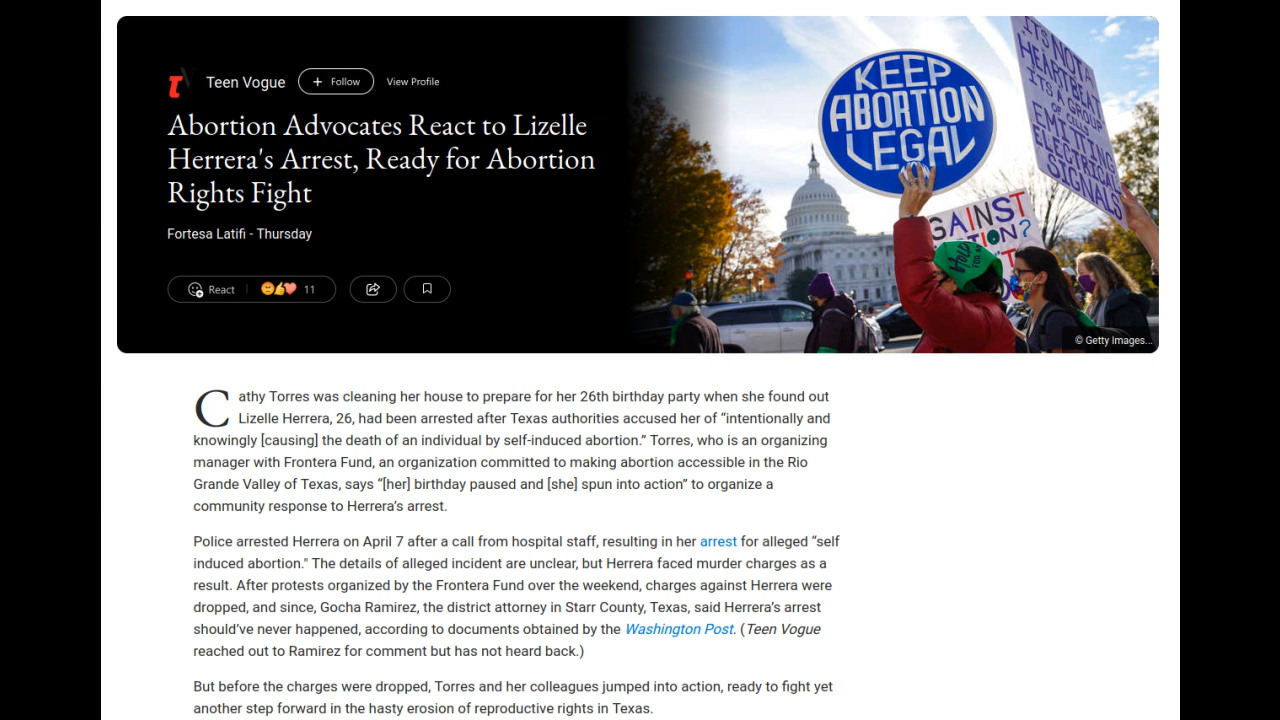 Teen Vogue
+ Follow
View Profile
Abortion Advocates React to Lizelle
Herrera's Arrest, Ready for Abortion
Rights Fight
Fortesa Latifi - Thursday
React
11
KEEP
ABORTION
LEGAL
IT'S NOT A
HEARTBEAT
IT'S A GROUP
OF CELLS
EMITTING
ELECTRICAL
SIGNALS
© Getty Images...
Cathy Torres was cleaning her house to prepare for her 26th birthday party when she found out
Lizelle Herrera, 26, had been arrested after Texas authorities accused her of “intentionally and
knowingly [causing] the death of an individual by self-induced abortion.” Torres, who is an organizing
manager with Frontera Fund, an organization committed to making abortion accessible in the Rio
Grande Valley of Texas, says “[her] birthday paused and [she] spun into action” to organize a
community response to Herrera’s arrest.
Police arrested Herrera on April 7 after a call from hospital staff, resulting in her arrest for alleged “self
induced abortion." The details of alleged incident are unclear, but Herrera faced murder charges as a
result. After protests organized by the Frontera Fund over the weekend, charges against Herrera were
dropped, and since, Gocha Ramirez, the district attorney in Starr County, Texas, said Herrera’s arrest
should’ve never happened, according to documents obtained by the Washington Post. (Teen Vogue
reached out to Ramirez for comment but has not heard back.)
But before the charges were dropped, Torres and her colleagues jumped into action, ready to fight yet
another step forward in the hasty erosion of reproductive rights in Texas.